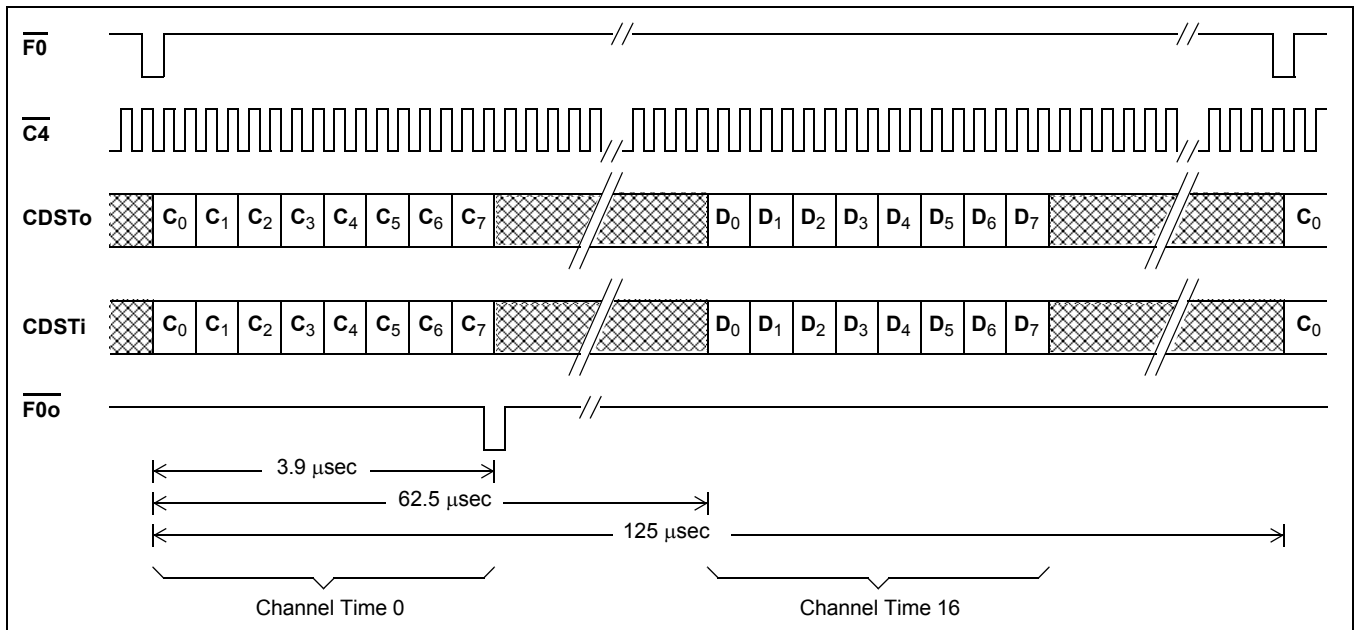 F0
C4
CDSTo C₀ C₁ C₂ C₃ C₄ C₅ C₆ C₇ D₀ D₁ D₂ D₃ D₄ D₅ D₆ D₇ C₀
CDSTi C₀ C₁ C₂ C₃ C₄ C₅ C₆ C₇ D₀ D₁ D₂ D₃ D₄ D₅ D₆ D₇ C₀
F0o
3.9 μsec
62.5 μsec
125 μsec
Channel Time 0 Channel Time 16